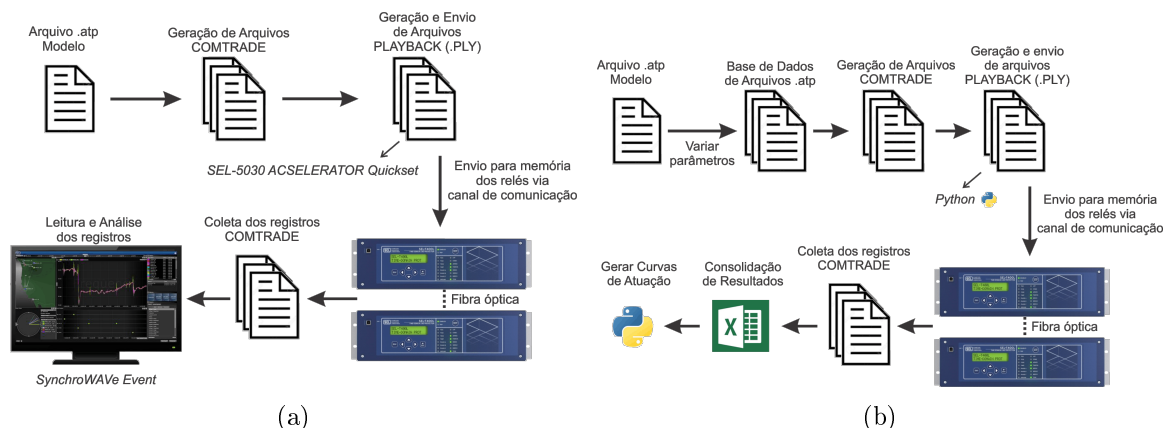 Arquivo .atp
Modelo
Geração de Arquivos
COMTRADE
Geração e Envio
de Arquivos
PLAYBACK (.PLY)
SEL-5030 ACSELERATOR Quickset
Envio para memória
dos relés via
canal de comunicação
Leitura e Análise
dos registros
Coleta dos registros
COMTRADE
Fibra óptica
SynchroWAVe Event
(a)
Arquivo .atp
Modelo
Variar
parâmetros
Base de Dados
de Arquivos .atp
Geração de Arquivos
COMTRADE
Geração e envio
de arquivos
PLAYBACK (.PLY)
Python
Envio para memória
dos relés via
canal de comunicação
Gerar Curvas
de Atuação
Consolidação
de Resultados
Coleta dos registros
COMTRADE
Fibra óptica
(b)